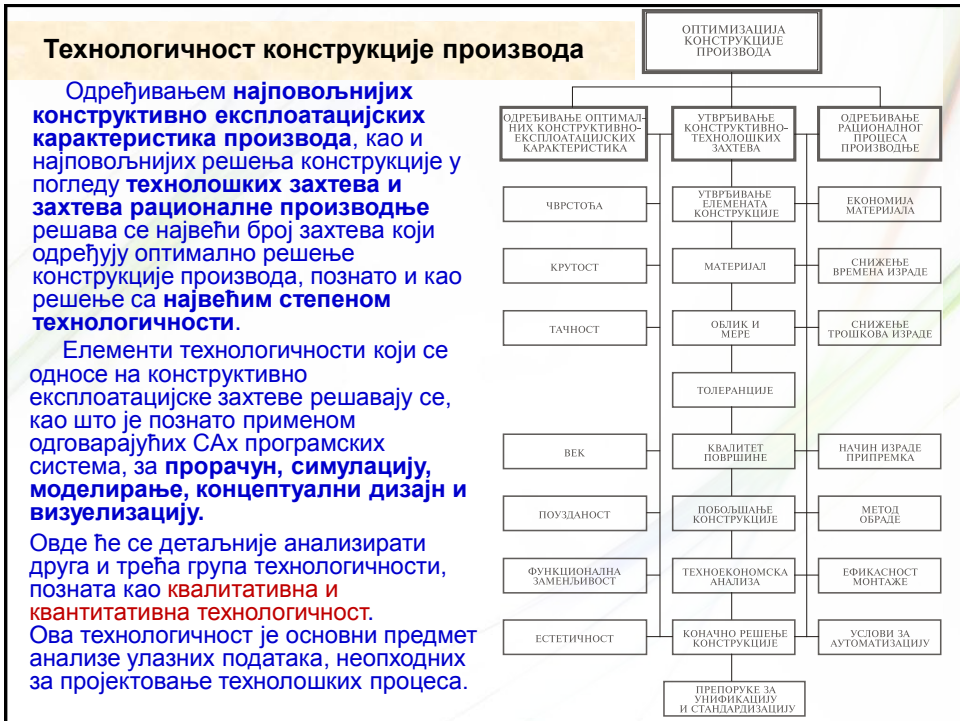 Технологичност конструкције производа
Одређивањем најповољнијих
конструктивно експлоатацијских
карактеристика производа, као и
најповољнијих решења конструкције у
погледу технолошких захтева и
захтева рационалне производње
решава се највећи број захтева који
одређују оптимално решење
конструкције производа, познато и као
решење са највећим степеном
технологичности.
Елементи технологичности који се
односе на конструктивно
експлоатацијске захтеве решавају се,
као што је познато применом
одговарајућих САх програмских
система, за прорачун, симулацију,
моделирање, концептуални дизајн и
визуелизацију.
Овде ће се детаљније анализирати
друга и трећа група технологичности,
позната као квалитативна и
квантитативна технологичност.
Ова технологичност је основни предмет
анализе улазних података, неопходних
за пројектовање технолошких процеса.
ОПТИМИЗАЦИЈА
КОНСТРУКЦИЈЕ
ПРОИЗВОДА
ОДРЕЂИВАЊЕ ОПТИМАЛ-
НИХ КОНСТРУКТИВНО-
ЕКСПЛОАТАЦИЈСКИХ
КАРАКТЕРИСТИКА
ЧВРСТОЋА
КРУТОСТ
ТАЧНОСТ
ВЕК
ПОУЗДАНОСТ
ФУНКЦИОНАЛНА
ЗАМЕНЉИВОСТ
ЕСТЕТИЧНОСТ
УТВРЂИВАЊЕ
КОНСТРУКТИВНО-
ТЕХНОЛОШКИХ
ЗАХТЕВА
УТВРЂИВАЊЕ
ЕЛЕМЕНАТА
КОНСТРУКЦИЈЕ
МАТЕРИЈАЛ
ОБЛИК И
МЕРЕ
ТОЛЕРАНЦИЈЕ
КВАЛИТЕТ
ПОВРШИНЕ
ПОБОЉШАЊЕ
КОНСТРУКЦИЈЕ
ТЕХНОЕКОНОМСКА
АНАЛИЗА
КОНАЧНО РЕШЕЊЕ
КОНСТРУКЦИЈЕ
ПРЕПОРУКЕ ЗА
УНИФИКАЦИЈУ
И СТАНДАРДИЗАЦИЈУ
ОДРЕЂИВАЊЕ
РАЦИОНАЛНОГ
ПРОЦЕСА
ПРОИЗВОДЊЕ
ЕКОНОМИЈА
МАТЕРИЈАЛА
СНИЖЕЊЕ
ВРЕМЕНА ИЗРАДЕ
СНИЖЕЊЕ
ТРОШКОВА ИЗРАДЕ
НАЧИН ИЗРАДЕ
ПРИПРЕМКА
МЕТОД
ОБРАДЕ
ЕФИКАСНОСТ
МОНТАЖЕ
УСЛОВИ ЗА
АУТОМАТИЗАЦИЈУ